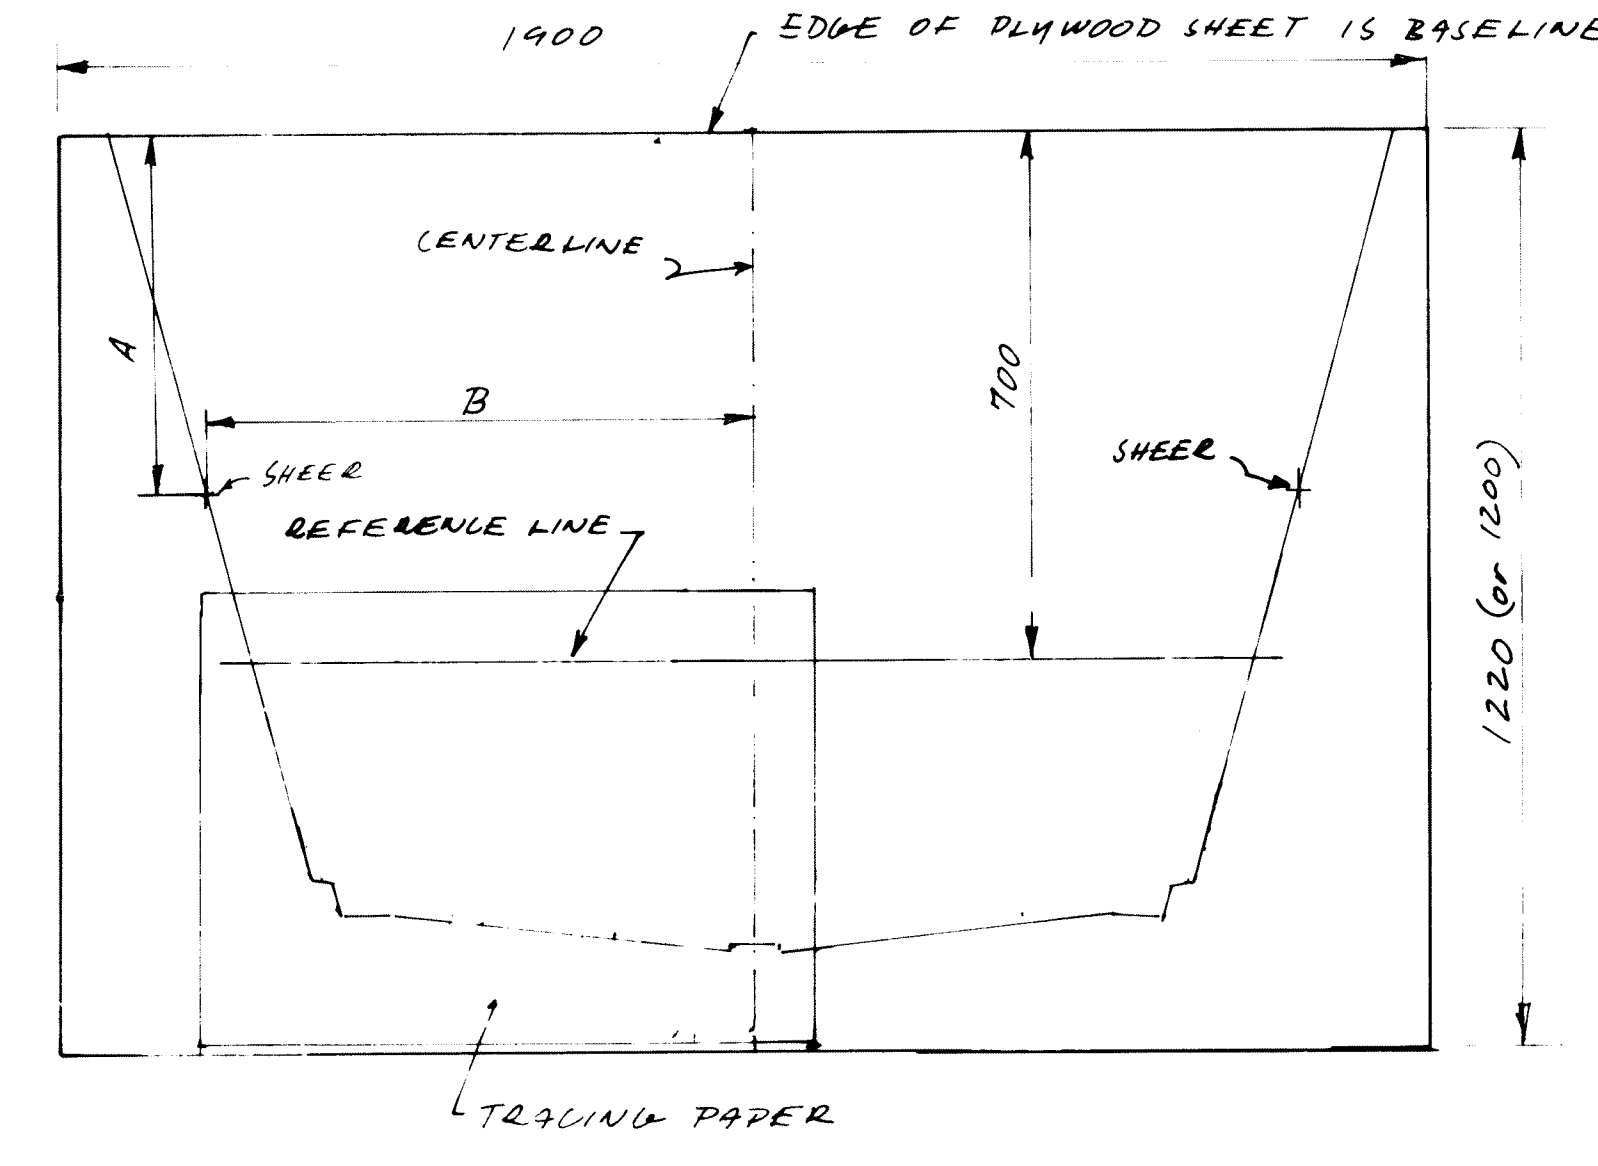 1900
EDGE OF PLYWOOD SHEET IS BASELINE
CENTERLINE
A
B
700
SHEER
SHEER
REFERENCE LINE
1220 (or 1200)
TRACING PAPER